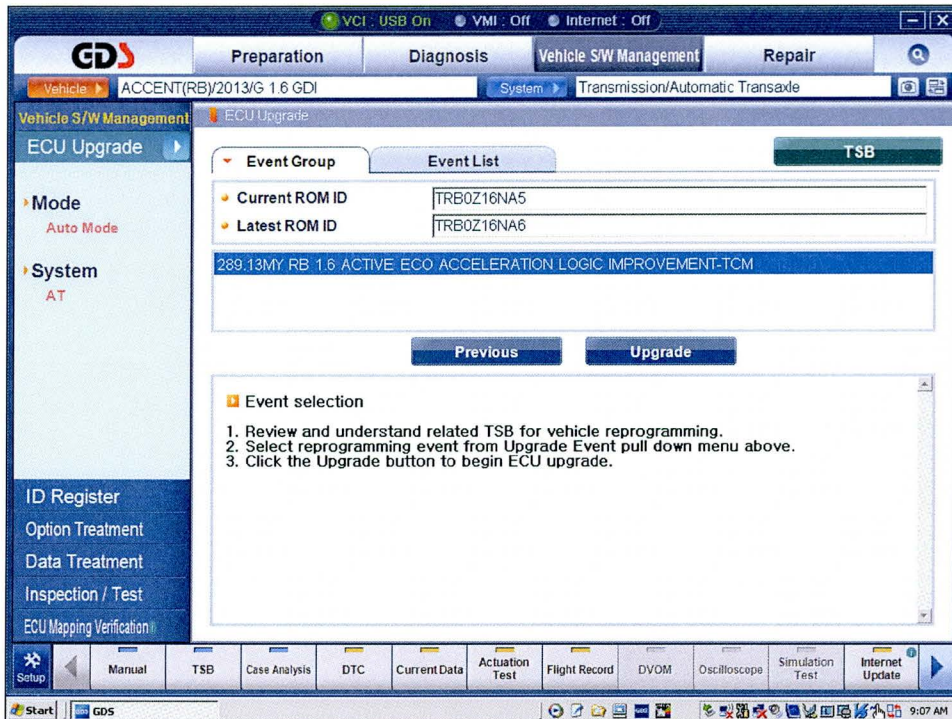 VCI : USB On VMI : Off Internet : Off
GDS Preparation Diagnosis Vehicle S/W Management Repair
Vehicle ACCENT(RB)/2013/G 1.6 GDI System Transmission/Automatic Transaxle
Vehicle S/W Management
ECU Upgrade
ECU Upgrade
Event Group Event List TSB
Mode
Auto Mode
System
AT
Current ROM ID TRB0Z16NA5
Latest ROM ID TRB0Z16NA6
289.13MY RB 1.6 ACTIVE ECO ACCELERATION LOGIC IMPROVEMENT-TCM
Previous Upgrade
Event selection
1. Review and understand related TSB for vehicle reprogramming.
2. Select reprogramming event from Upgrade Event pull down menu above.
3. Click the Upgrade button to begin ECU upgrade.
ID Register
Option Treatment
Data Treatment
Inspection / Test
ECU Mapping Verification
Setup Manual TSB Case Analysis DTC Current Data Actuation Test Flight Record DVOM Oscilloscope Simulation Test Internet Update
Start GDS 9:07 AM